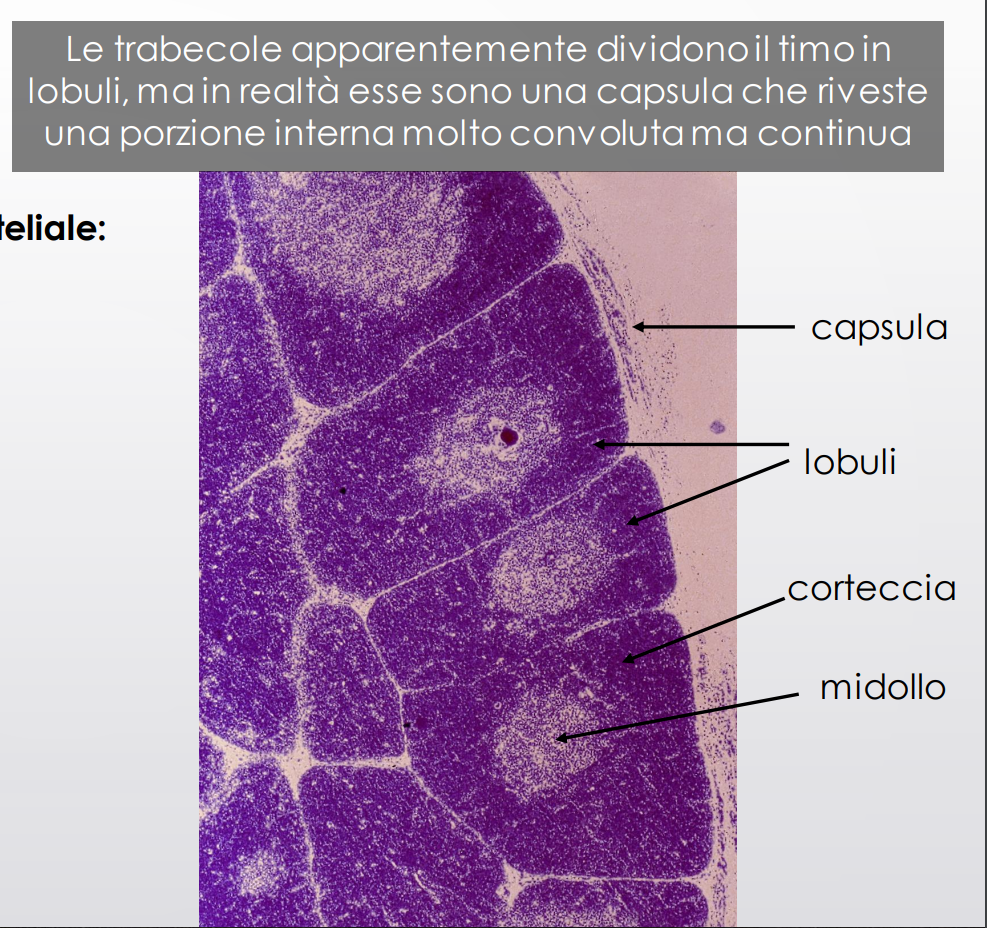 Le trabecole apparentemente dividono il timo in
lobuli, ma in realtà esse sono una capsula che riveste
una porzione interna molto convoluta ma continua
teliale:
capsula
lobuli
corteccia
midollo